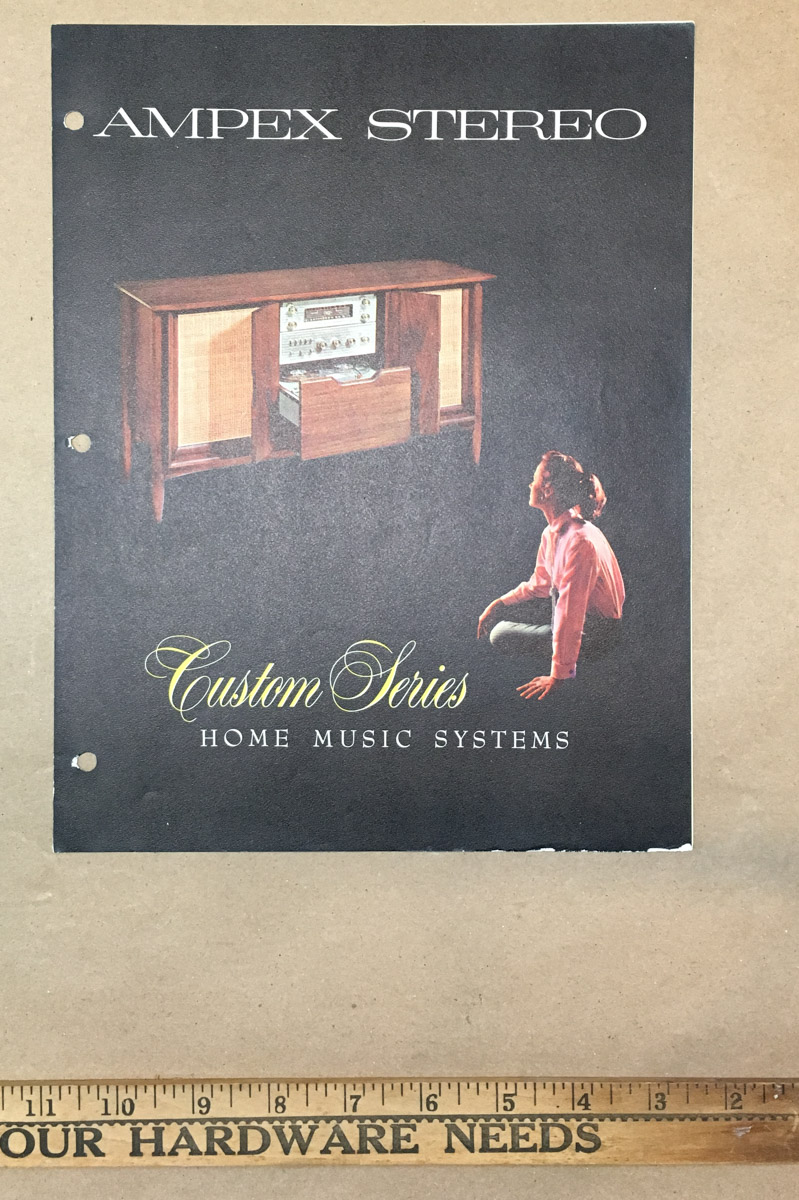 AMPEX STEREO
Custom Series
HOME MUSIC SYSTEMS
11 10 9 8 7 6 5 4 3 2
OUR HARDWARE NEEDS